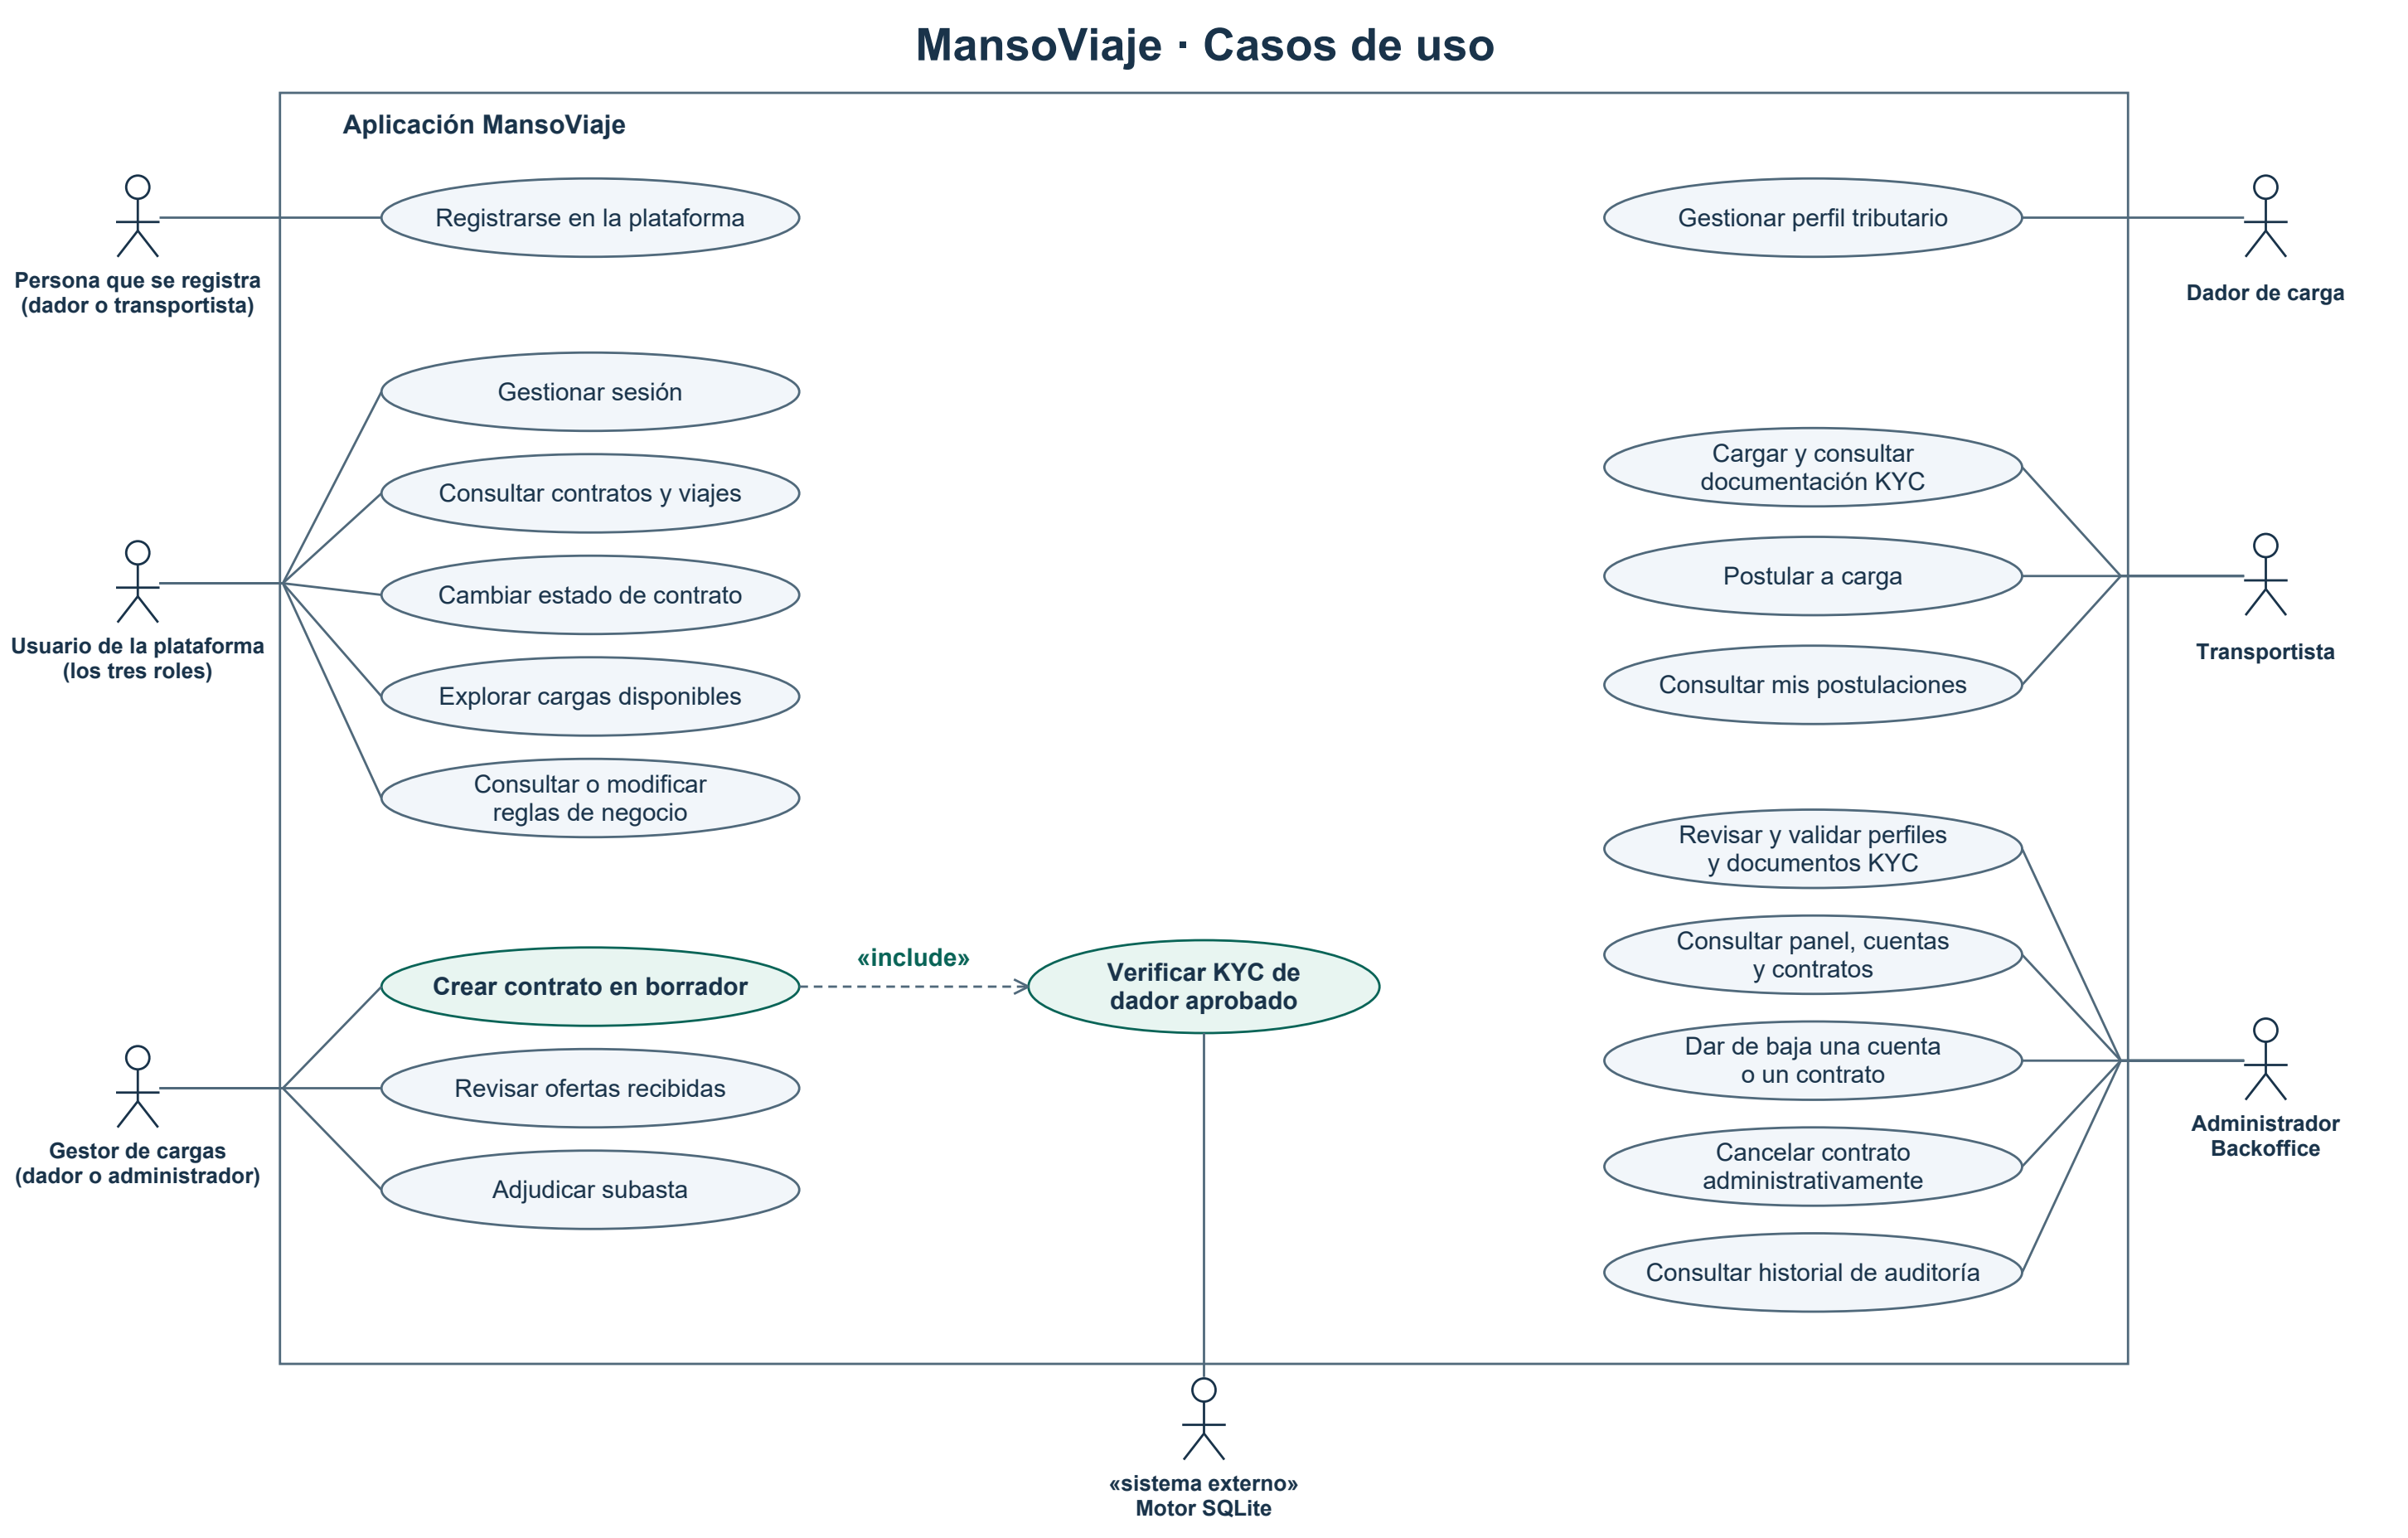 MansoViaje · Casos de uso
Aplicación MansoViaje
Registrarse en la plataforma
Persona que se registra
(dador o transportista)
Gestionar sesión
Consultar contratos y viajes
Cambiar estado de contrato
Explorar cargas disponibles
Consultar o modificar
reglas de negocio
Usuario de la plataforma
(los tres roles)
Crear contrato en borrador
«include»
Verificar KYC de
dador aprobado
Revisar ofertas recibidas
Adjudicar subasta
Gestor de cargas
(dador o administrador)
Gestionar perfil tributario
Dador de carga
Cargar y consultar
documentación KYC
Postular a carga
Consultar mis postulaciones
Transportista
Revisar y validar perfiles
y documentos KYC
Consultar panel, cuentas
y contratos
Dar de baja una cuenta
o un contrato
Cancelar contrato
administrativamente
Consultar historial de auditoría
Administrador
Backoffice
«sistema externo»
Motor SQLite